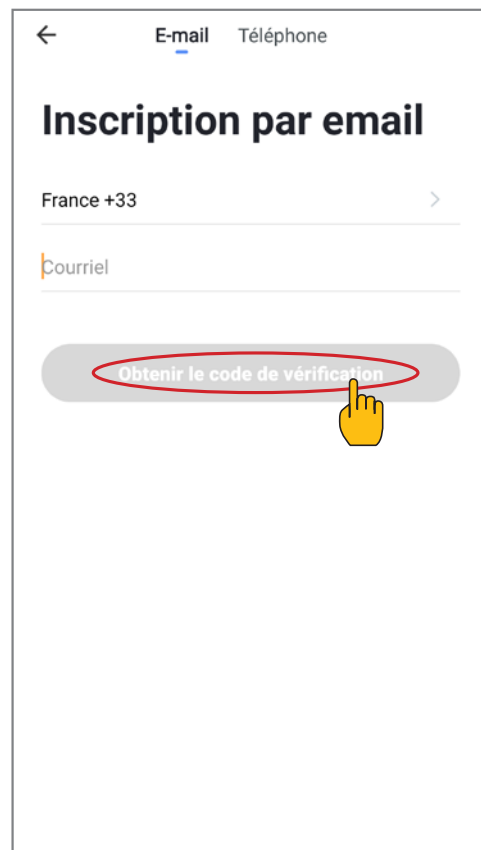 E-mail Téléphone
Inscription par email
France +33
Courriel
Obtenir le code de vérification